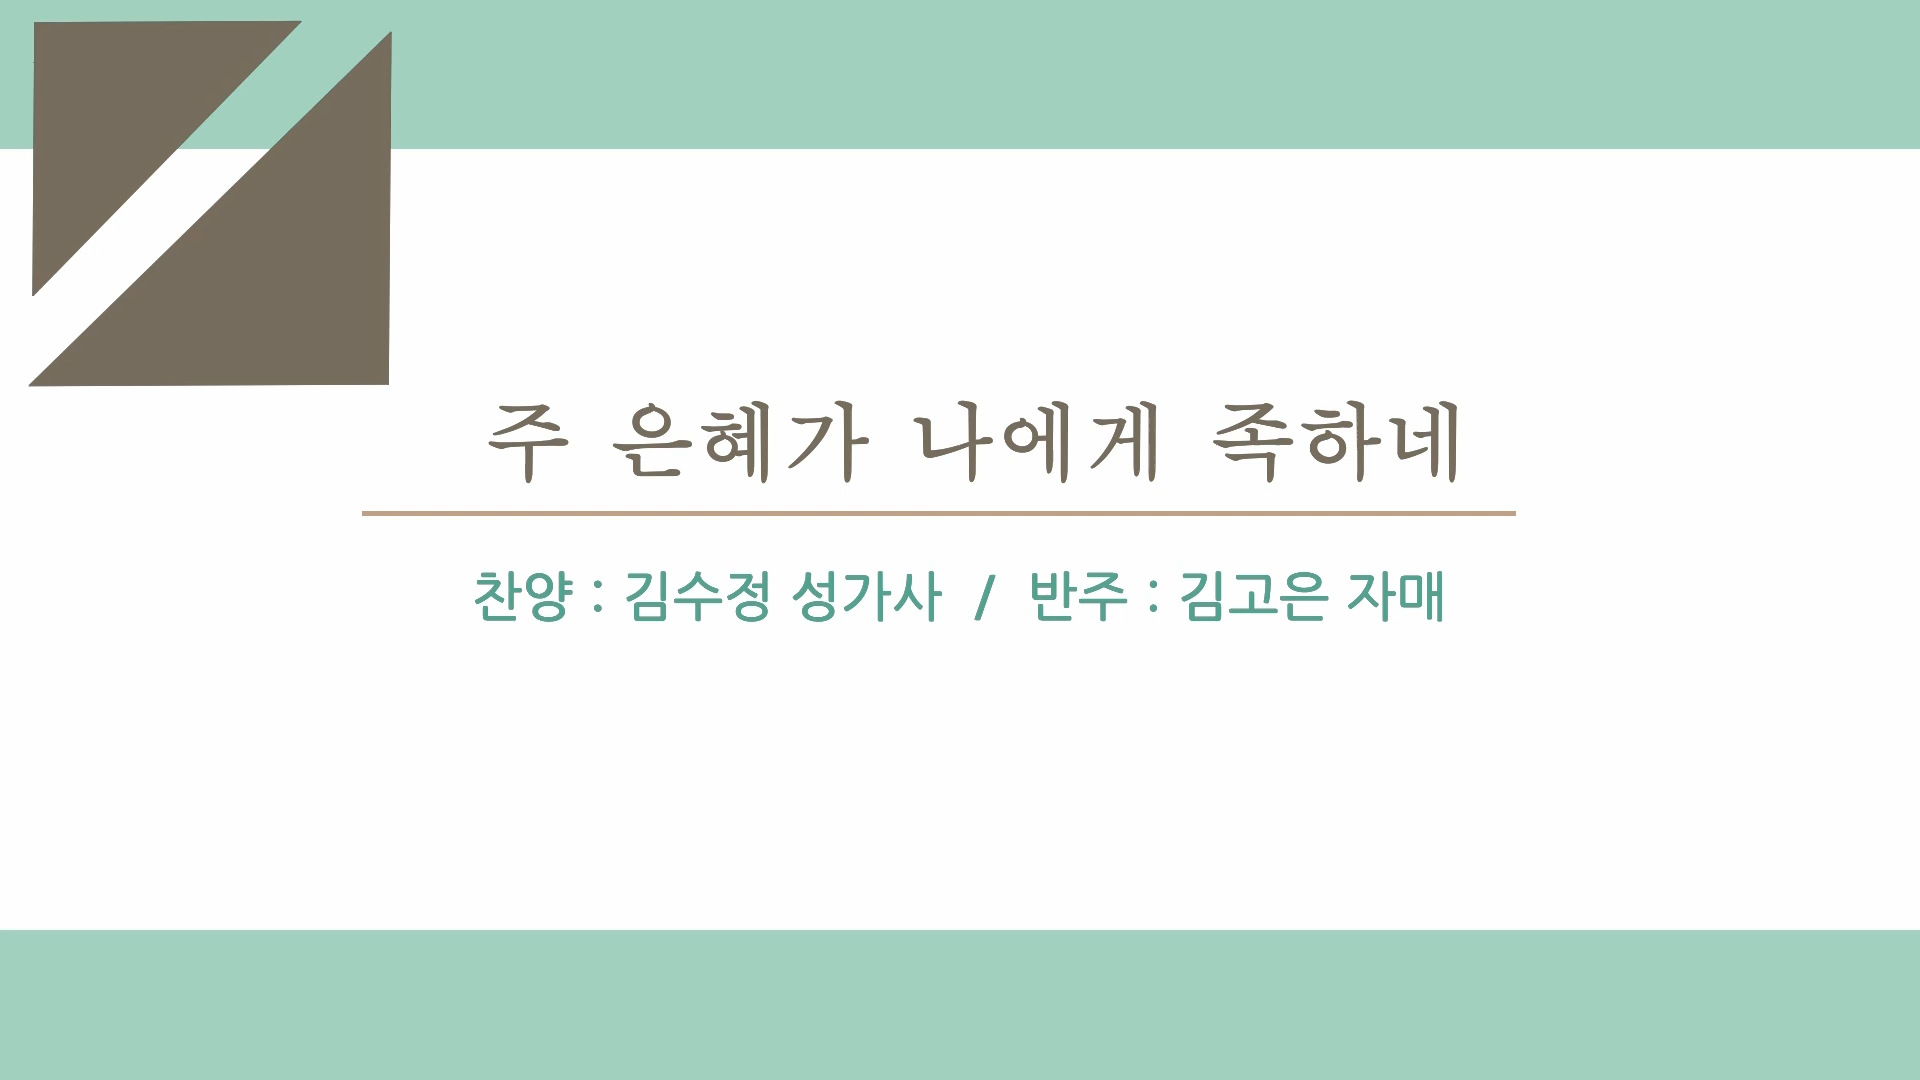 주 은혜가 나에게 족하네
찬양 : 김수정 성가사 / 반주 : 김고은 자매